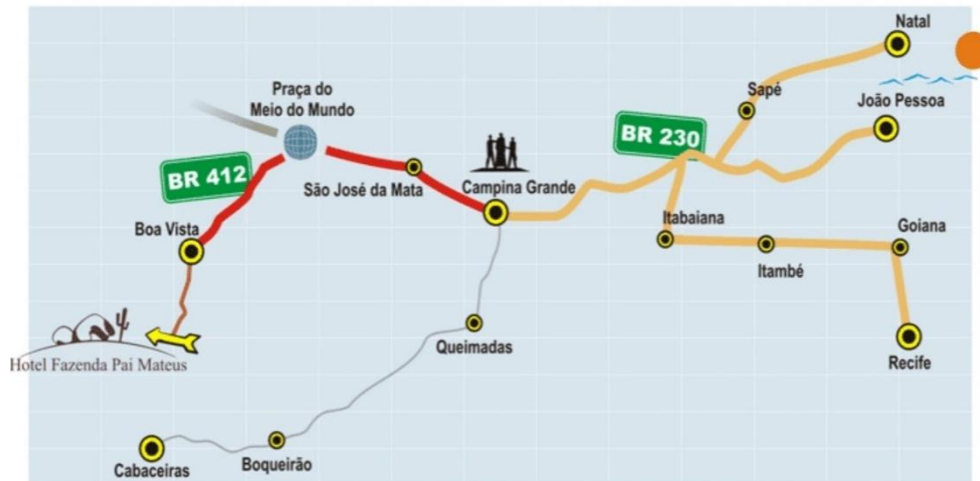 Natal
Praça do
Meio do Mundo
Sapé
João Pessoa
BR 230
BR 412
São José da Mata
Campina Grande
Boa Vista
Itabaiana
Goiana
Itambé
Queimadas
Hotel Fazenda Pai Mateus
Recife
Cabaceiras
Boqueirão